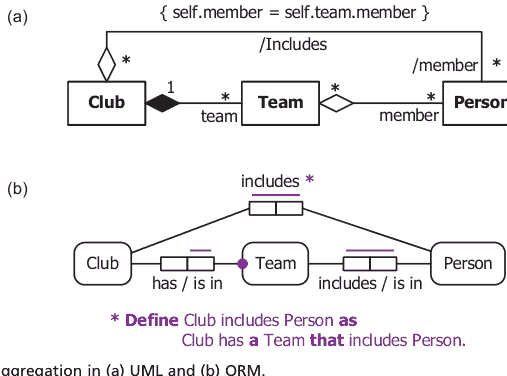 (a)
{ self.member = self.team.member }
/Includes
*
/member *
Club
1
*
team
Team
*
*
member
Person
(b)
includes *
Club
has / is in
Team
includes / is in
Person
* Define Club includes Person as
Club has a Team that includes Person.
ggregation in (a) UML and (b) ORM.